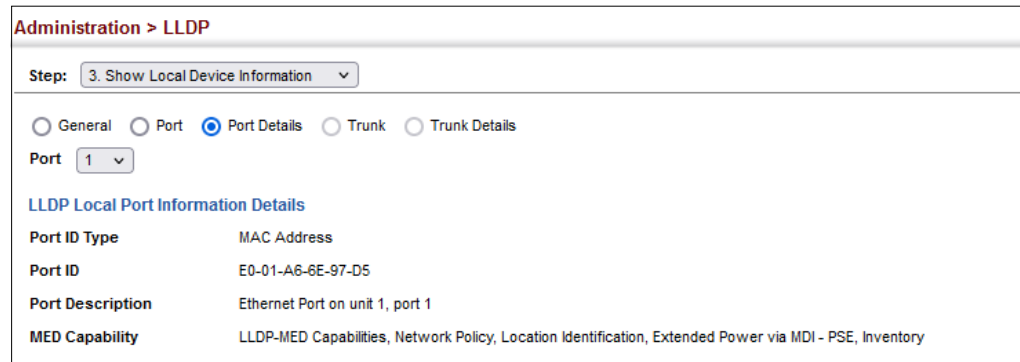 Administration > LLDP
Step: 3. Show Local Device Information
General Port Port Details Trunk Trunk Details
Port 1
LLDP Local Port Information Details
Port ID Type MAC Address
Port ID E0-01-A6-6E-97-D5
Port Description Ethernet Port on unit 1, port 1
MED Capability LLDP-MED Capabilities, Network Policy, Location Identification, Extended Power via MDI - PSE, Inventory